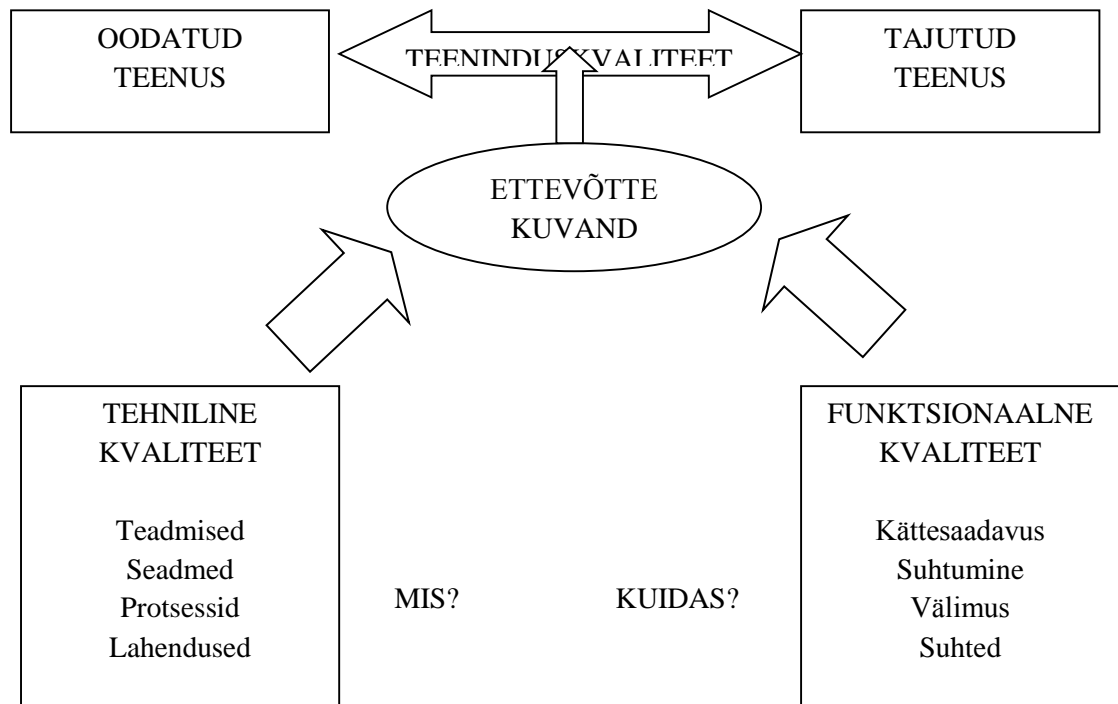 OODATUD
TEENUS
TEENINDUSKVALITEET
TAJUTUD
TEENUS
ETTEVÕTTE
KUVAND
TEHNILINE
KVALITEET
Teadmised
Seadmed
Protsessid
Lahendused
MIS?
KUIDAS?
FUNKTSIONAALNE
KVALITEET
Kättesaadavus
Suhtumine
Välimus
Suhted